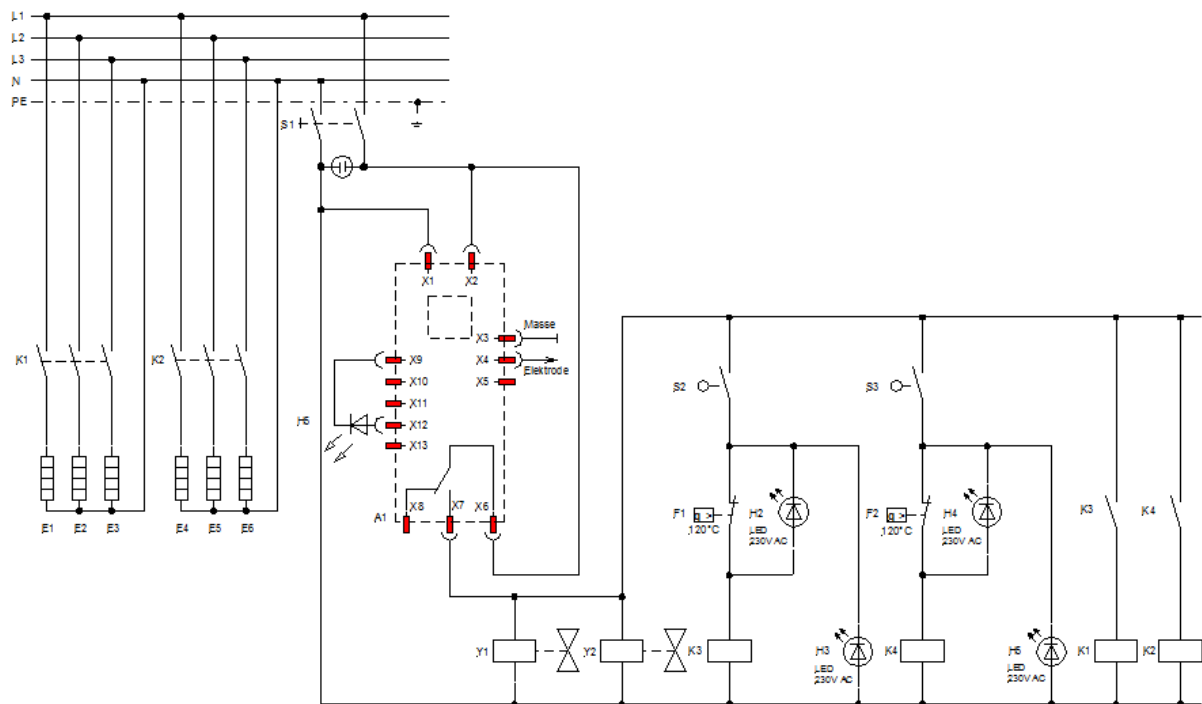 L1
L2
L3
N
PE
S1
X1
X2
X3
Masse
X4
Elektrode
X5
X9
X10
X11
X12
X13
H5
K1
K2
X8
X7
X6
A1
E1
E2
E3
E4
E5
E6
S2
S3
F1
120°C
H2
LED
230V AC
F2
120°C
H4
LED
230V AC
K3
K4
Y1
Y2
K3
H3
LED
230V AC
K4
H5
LED
230V AC
K1
K2